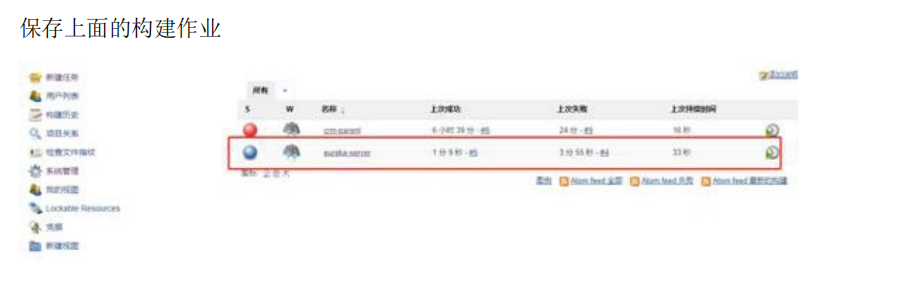 保存上面的构建作业
添加说明
新建任务
用户列表
构建历史
项目关系
检查文件指纹
系统管理
我的视图
Lockable Resources
凭据
新建视图
所有
S W 名称 ↓ 上次成功 上次失败 上次持续时间
crm-parent 6 小时 39 分 - #5 24 分 - #9 16 秒
eureka-server 1 分 9 秒 - #5 3 分 55 秒 - #4 33 秒
图标: 小 中 大
图例 Atom feed 全部 Atom feed 失败 Atom feed 最新的构建